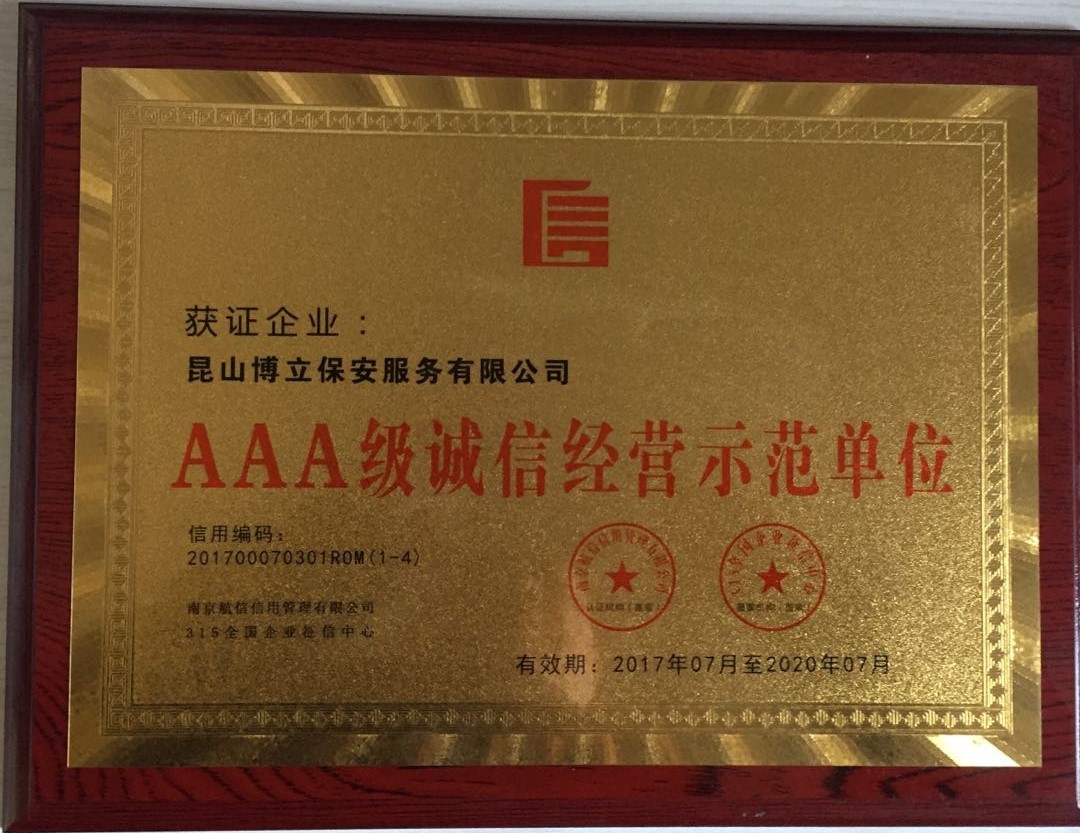 获证企业：
昆山博立保安服务有限公司
AAA级诚信经营示范单位
信用编码：
201700070301ROM(1-4)
南京航信信用管理有限公司
315全国企业征信中心
有效期：2017年07月至2020年07月